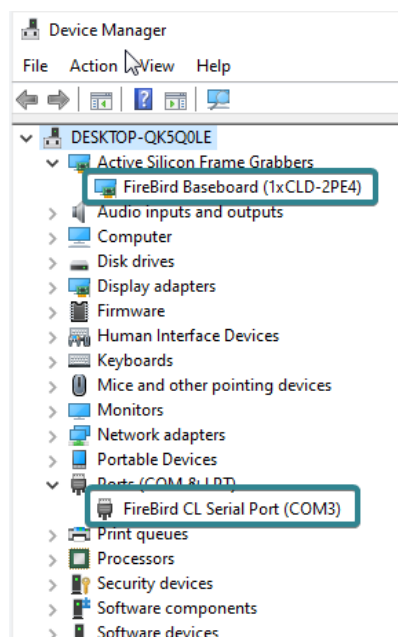 Device Manager
File Action View Help
DESKTOP-QK5Q0LE
Active Silicon Frame Grabbers
FireBird Baseboard (1xCLD-2PE4)
Audio inputs and outputs
Computer
Disk drives
Display adapters
Firmware
Human Interface Devices
Keyboards
Mice and other pointing devices
Monitors
Network adapters
Portable Devices
Ports (COM & LPT)
FireBird CL Serial Port (COM3)
Print queues
Processors
Security devices
Software components
Software devices